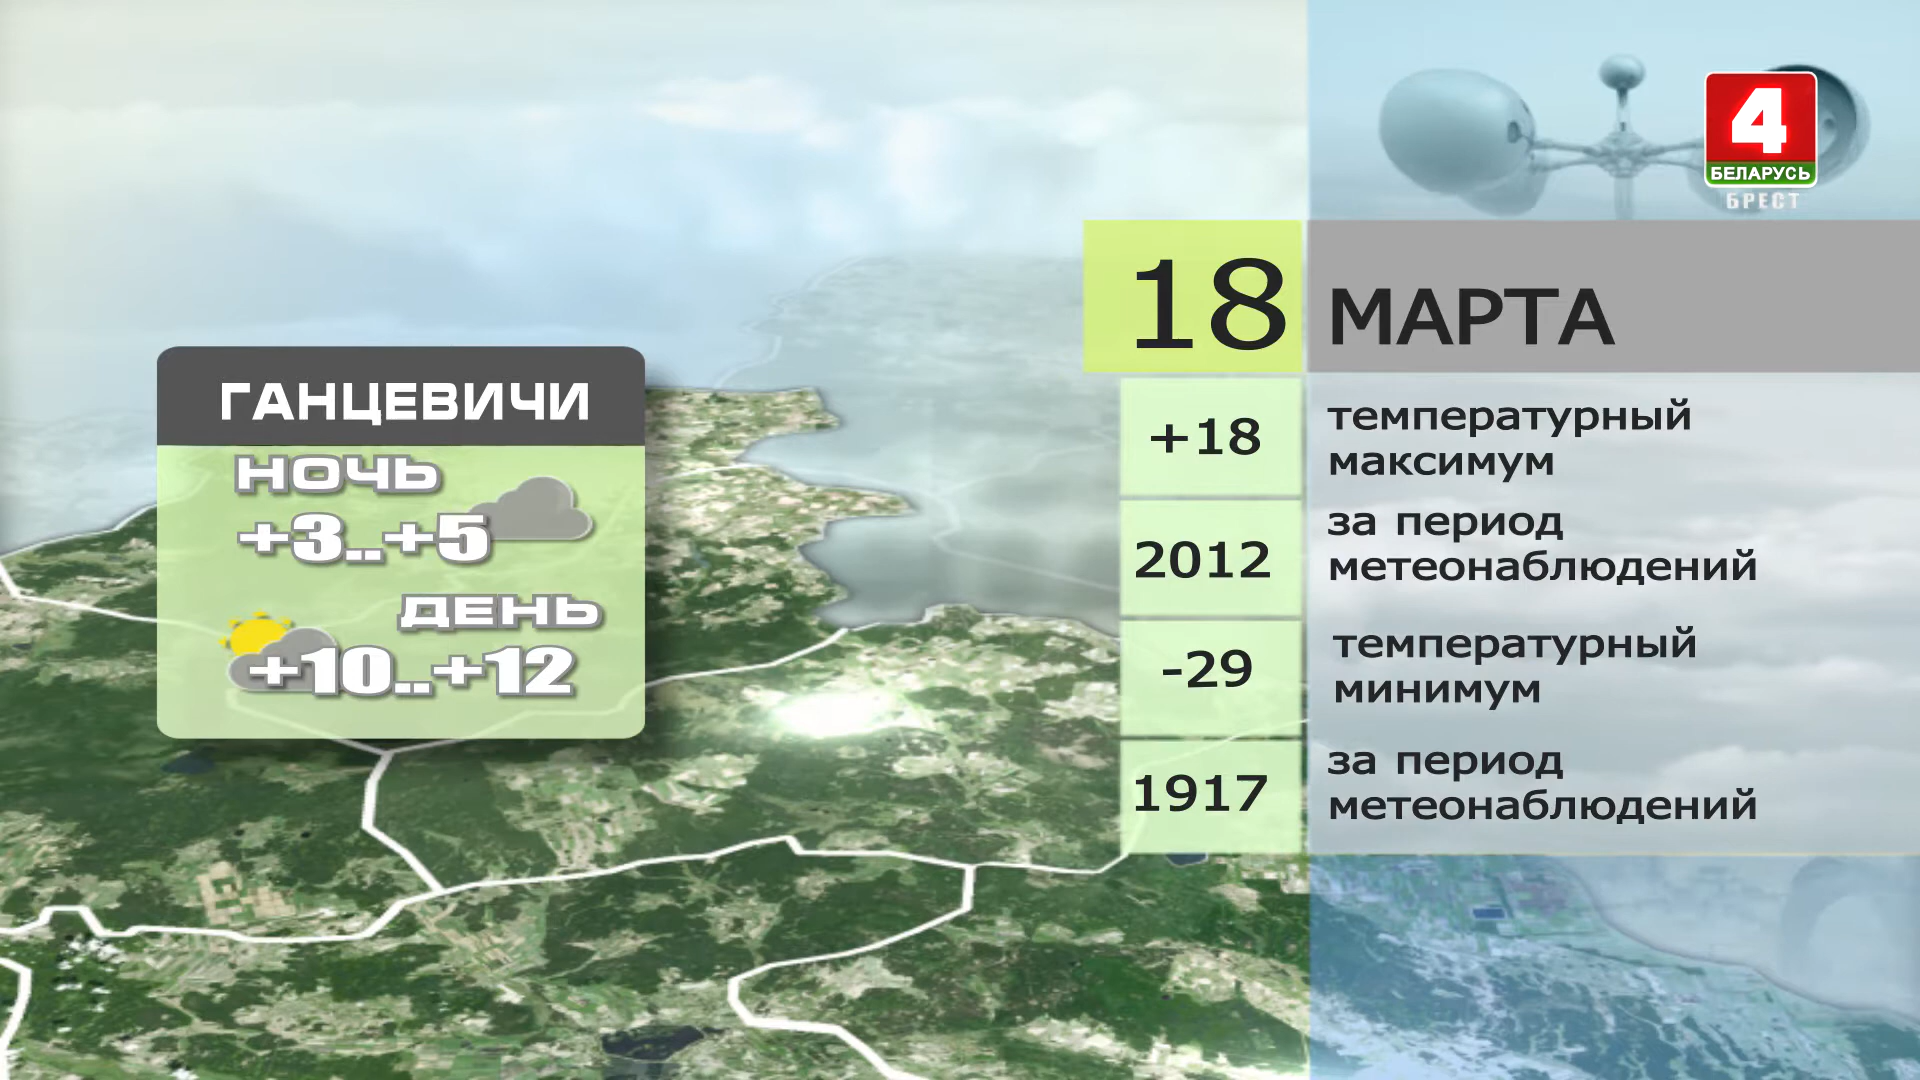 4
БЕЛАРУСЬ
БРЕСТ
18 МАРТА
ГАНЦЕВИЧИ
НОЧЬ
+3..+5
ДЕНЬ
+10..+12
+18
температурный
максимум
2012
за период
метеонаблюдений
-29
температурный
минимум
1917
за период
метеонаблюдений